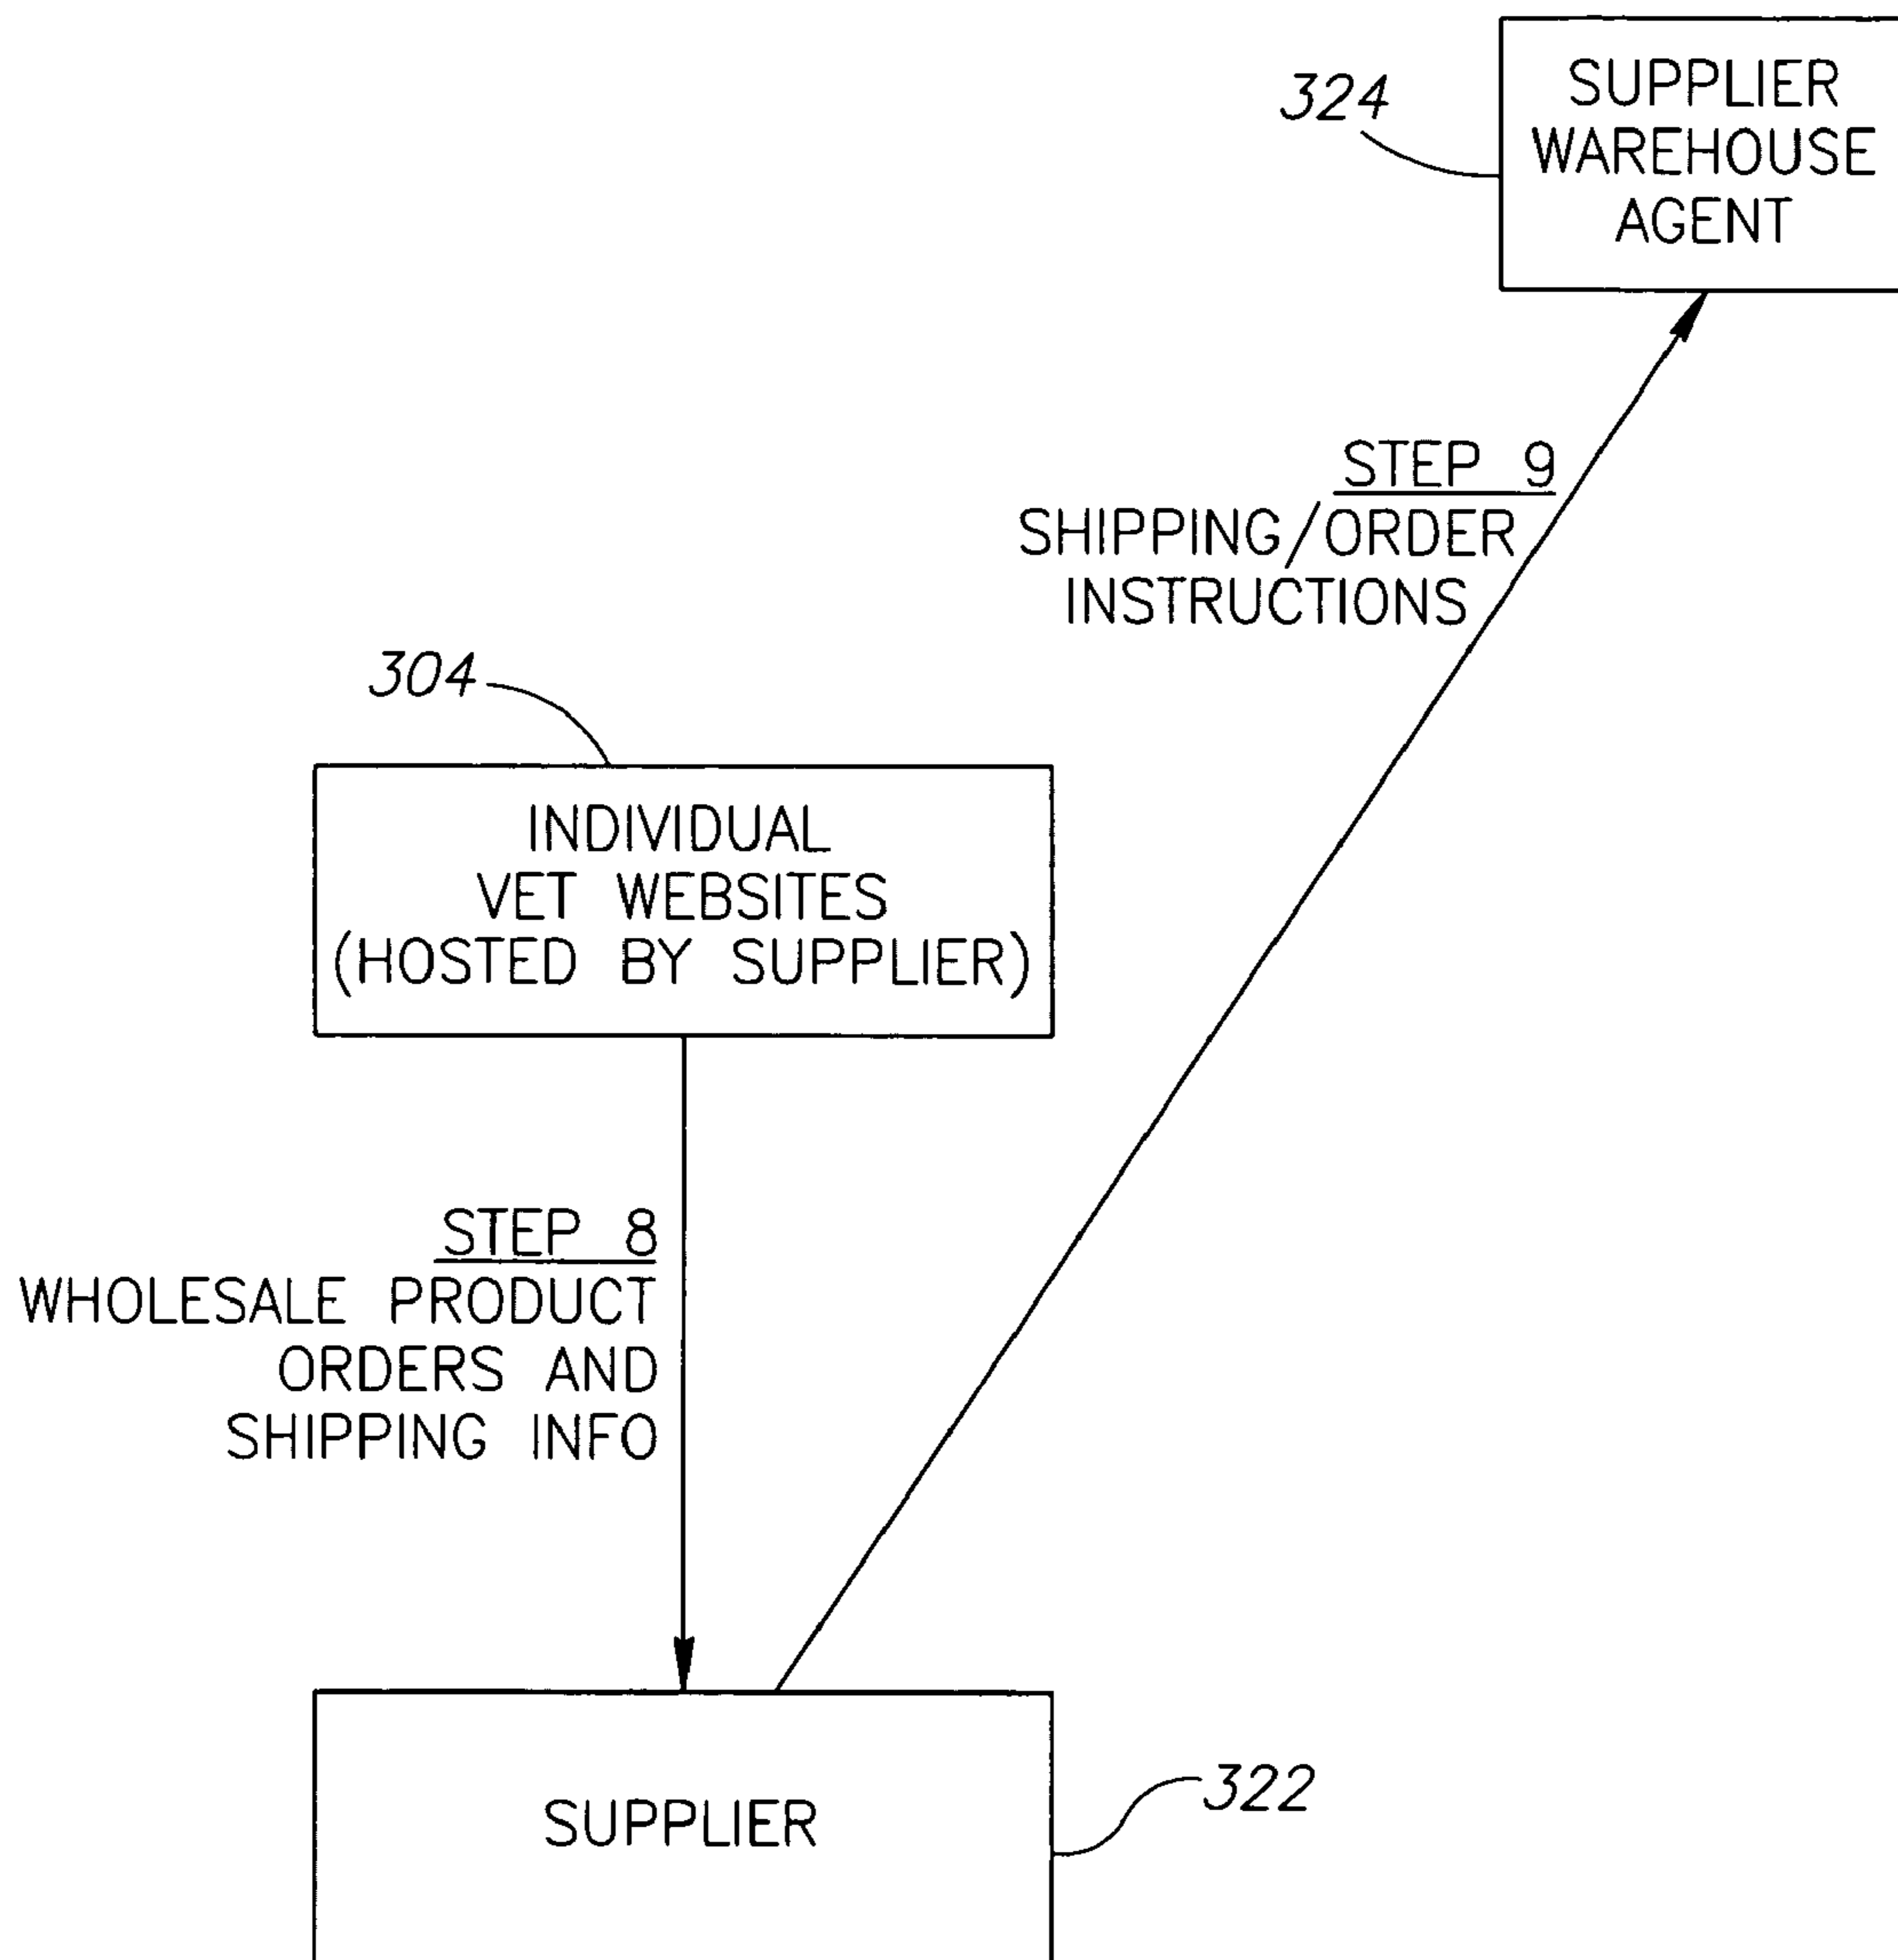 324
SUPPLIER
WAREHOUSE
AGENT
STEP 9
SHIPPING/ORDER
INSTRUCTIONS
304
INDIVIDUAL
VET WEBSITES
(HOSTED BY SUPPLIER)
STEP 8
WHOLESALE PRODUCT
ORDERS AND
SHIPPING INFO
SUPPLIER
322